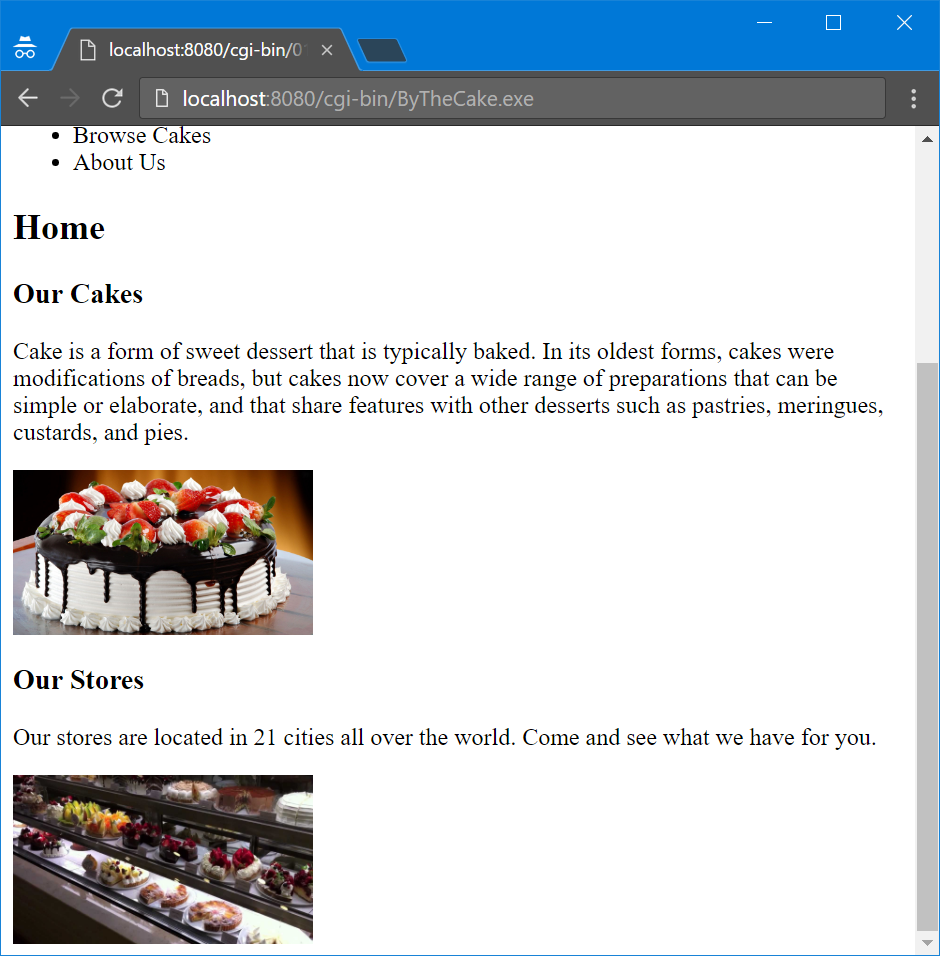 localhost:8080/cgi-bin/0
localhost:8080/cgi-bin/ByTheCake.exe
Browse Cakes
About Us
Home
Our Cakes
Cake is a form of sweet dessert that is typically baked. In its oldest forms, cakes were
modifications of breads, but cakes now cover a wide range of preparations that can be
simple or elaborate, and that share features with other desserts such as pastries, meringues,
custards, and pies.
Our Stores
Our stores are located in 21 cities all over the world. Come and see what we have for you.